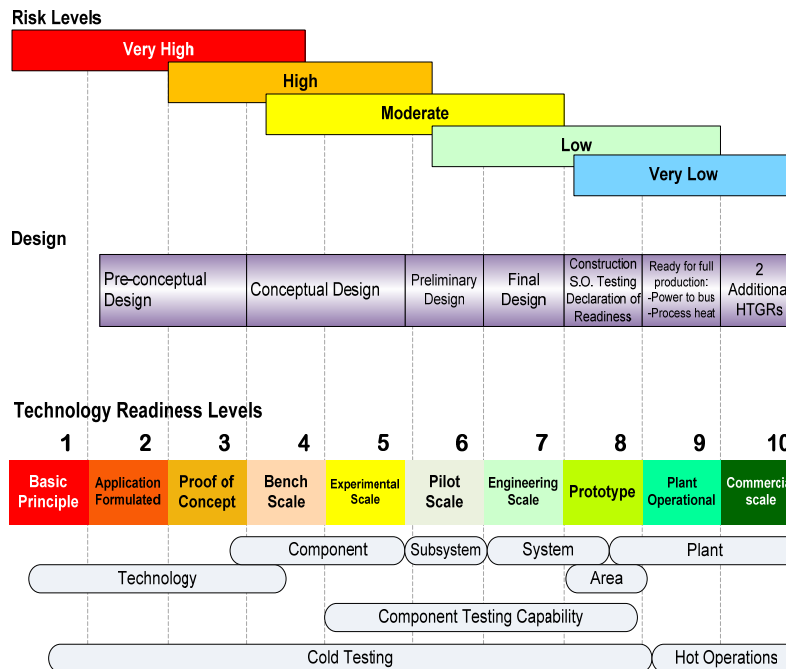 Risk Levels
Very High
High
Moderate
Low
Very Low
Design
Pre-conceptual
Design
Conceptual Design
Preliminary
Design
Final
Design
Construction
S.O. Testing
Declaration of
Readiness
Ready for full
production:
-Power to bus
-Process heat
2
Additiona
HTGRs
Technology Readiness Levels
1 2 3 4 5 6 7 8 9 10
Basic
Principle
Application
Formulated
Proof of
Concept
Bench
Scale
Experimental
Scale
Pilot
Scale
Engineering
Scale
Prototype
Plant
Operational
Commercia
scale
Component
Subsystem
System
Plant
Technology
Area
Component Testing Capability
Cold Testing
Hot Operations